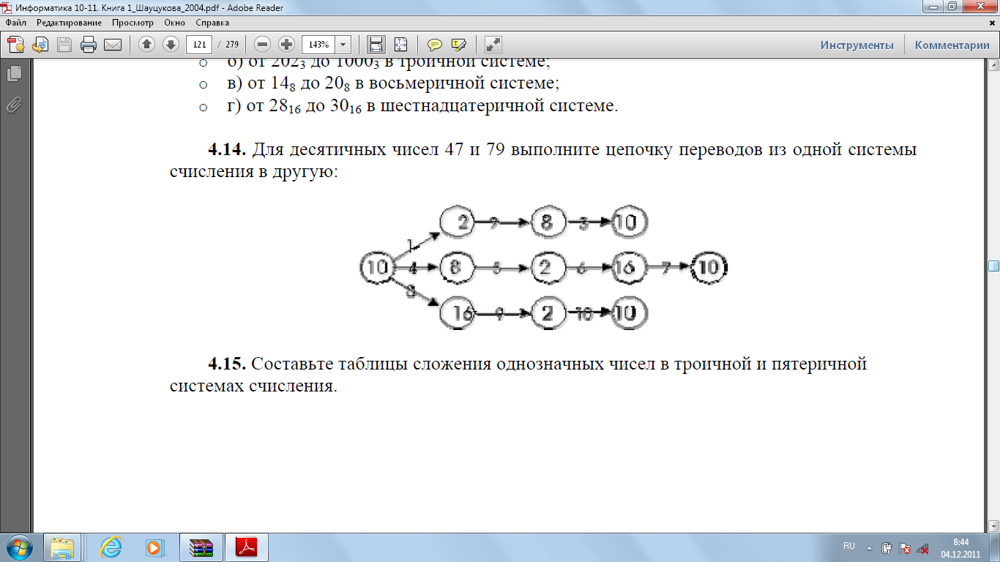 Информатика 10-11. Книга 1_Шауцукова_2004.pdf - Adobe Reader
Файл Редактирование Просмотр Окно Справка
121 / 279 143% Инструменты Комментарии
б) от 202₃ до 1000₃ в троичной системе;
в) от 14₈ до 20₈ в восьмеричной системе;
г) от 28₁₆ до 30₁₆ в шестнадцатеричной системе.
4.14. Для десятичных чисел 47 и 79 выполните цепочку переводов из одной системы
счисления в другую:
1 2 2 8 3 10
10 4 8 5 2 6 16 7 10
8 16 9 2 10 10
4.15. Составьте таблицы сложения однозначных чисел в троичной и пятеричной
системах счисления.
RU 8:44
04.12.2011